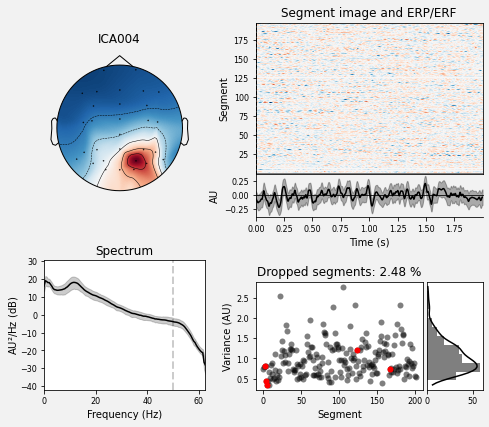 ICA004
Segment image and ERP/ERF
Segment
175
150
125
100
75
50
25
AU
0.25
0.00
−0.25
0.00 0.25 0.50 0.75 1.00 1.25 1.50 1.75
Time (s)
Spectrum
AU²/Hz (dB)
30
20
10
0
−10
−20
−30
−40
0 20 40 60
Frequency (Hz)
Dropped segments: 2.48 %
Variance (AU)
2.5
2.0
1.5
1.0
0.5
0 50 100 150 200
Segment
0 50